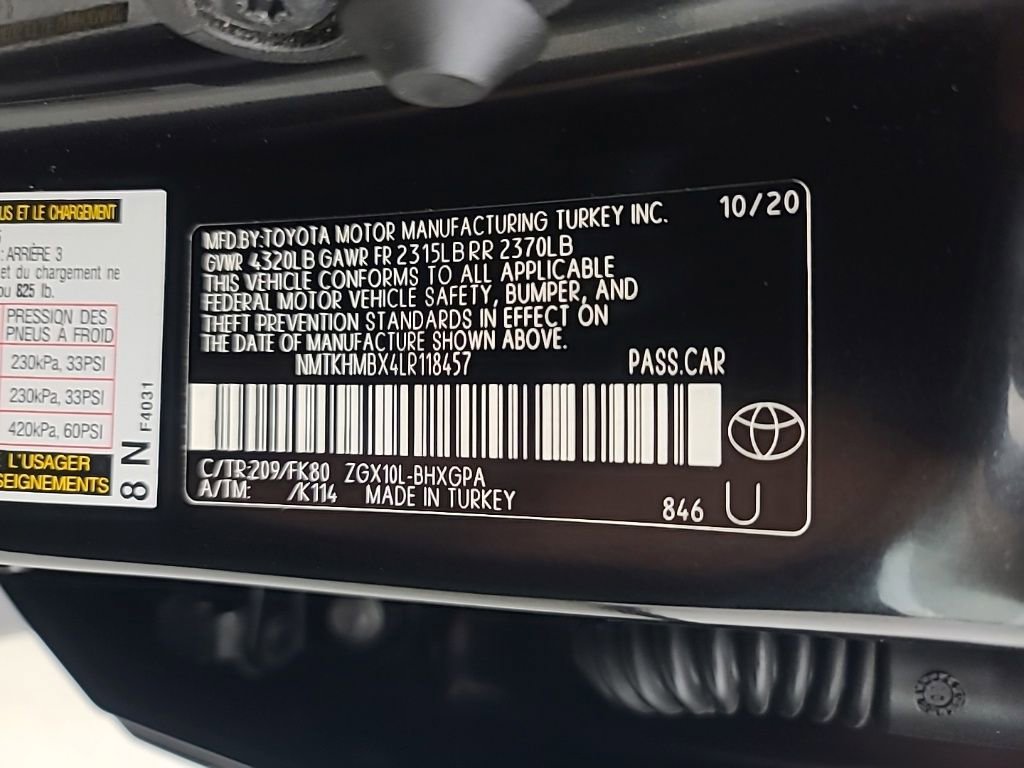 US ET LE CHARGEMENT
: ARRIÈRE 3
et du chargement ne
ou 825 lb.
PRESSION DES
PNEUS À FROID
230kPa, 33PSI
230kPa, 33PSI
420kPa, 60PSI
L'USAGER
SEIGNEMENTS
8 N F4031
10/20
MFD.BY:TOYOTA MOTOR MANUFACTURING TURKEY INC.
GVWR 4320LB GAWR FR 2315LB RR 2370LB
THIS VEHICLE CONFORMS TO ALL APPLICABLE
FEDERAL MOTOR VEHICLE SAFETY, BUMPER, AND
THEFT PREVENTION STANDARDS IN EFFECT ON
THE DATE OF MANUFACTURE SHOWN ABOVE.
NMTKHMBX4LR118457 PASS.CAR
C/TR:209/FK80 ZGX10L-BHXGPA
A/TM: /K114 MADE IN TURKEY
846 U